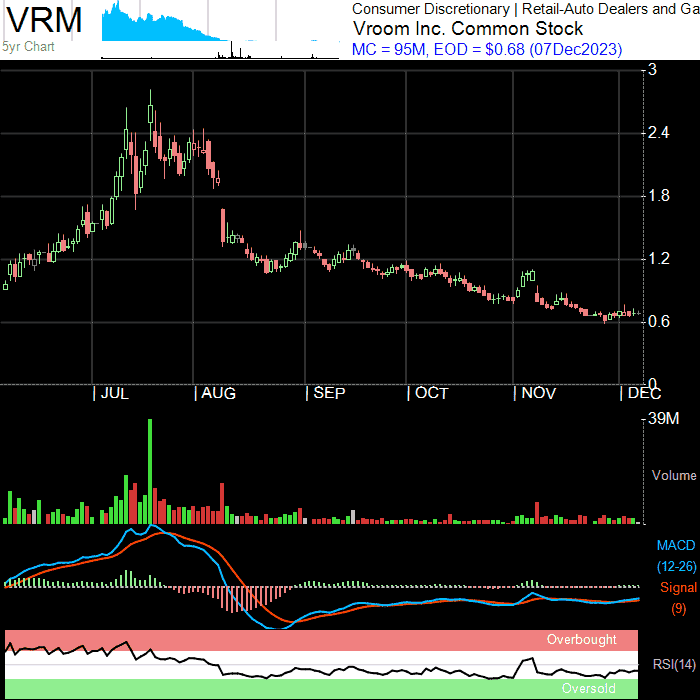 VRM
5yr Chart
Consumer Discretionary | Retail-Auto Dealers and Ga
Vroom Inc. Common Stock
MC = 95M, EOD = $0.68 (07Dec2023)
3
2.4
1.8
1.2
0.6
0
| JUL | AUG | SEP | OCT | NOV | DEC
39M
Volume
MACD
(12-26)
Signal
(9)
Overbought
RSI(14)
Oversold